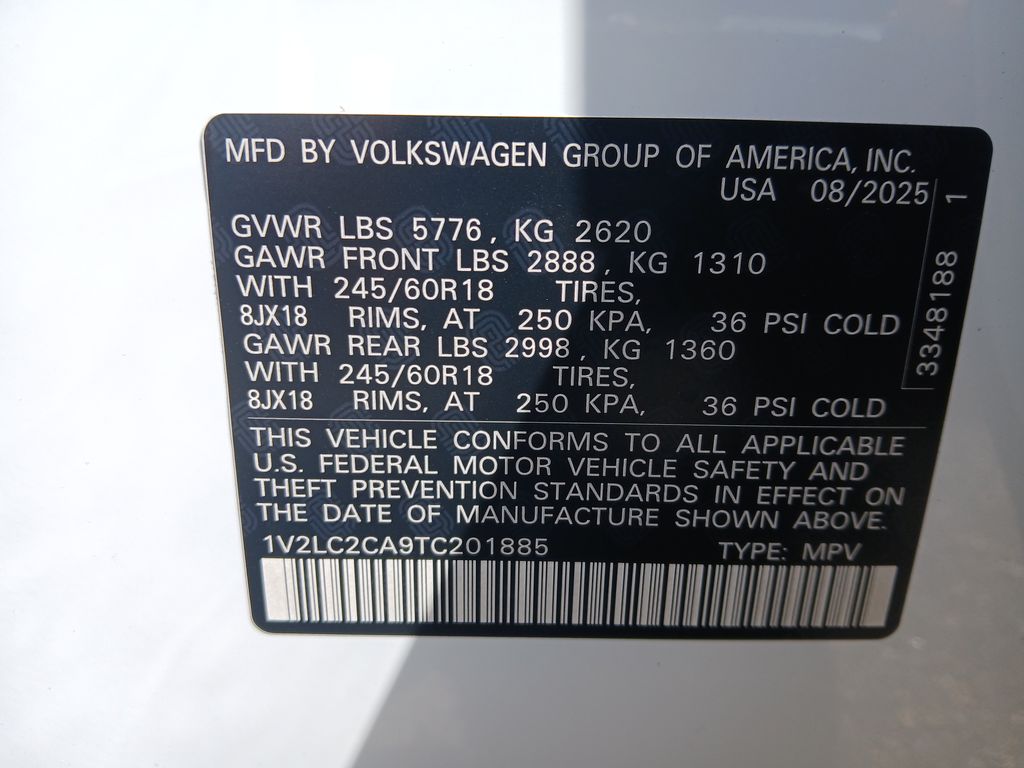 MFD BY VOLKSWAGEN GROUP OF AMERICA, INC.
USA 08/2025
GVWR LBS 5776, KG 2620
GAWR FRONT LBS 2888, KG 1310
WITH 245/60R18 TIRES,
8JX18 RIMS, AT 250 KPA, 36 PSI COLD
GAWR REAR LBS 2998, KG 1360
WITH 245/60R18 TIRES,
8JX18 RIMS, AT 250 KPA, 36 PSI COLD
3348188 1
THIS VEHICLE CONFORMS TO ALL APPLICABLE
U.S. FEDERAL MOTOR VEHICLE SAFETY AND
THEFT PREVENTION STANDARDS IN EFFECT ON
THE DATE OF MANUFACTURE SHOWN ABOVE.
1V2LC2CA9TC201885 TYPE: MPV